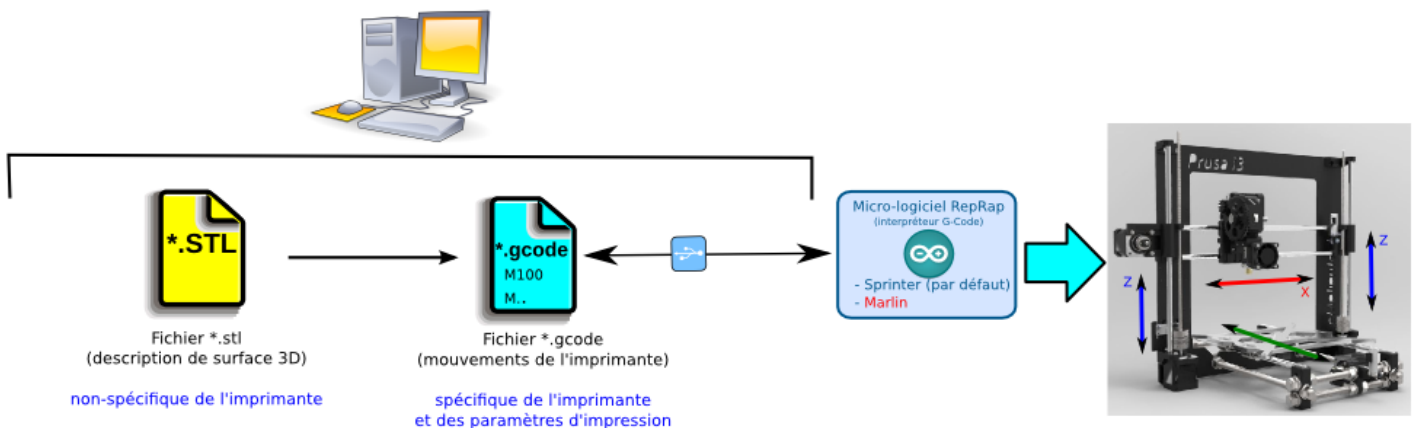 *.STL
Fichier *.stl
(description de surface 3D)
non-spécifique de l'imprimante
*.gcode
M100
M..
Fichier *.gcode
(mouvements de l'imprimante)
spécifique de l'imprimante
et des paramètres d'impression
Micro-logiciel RepRap
(interpréteur G-Code)
- Sprinter (par défaut)
- Marlin
Prusa i3
Z
X
Z